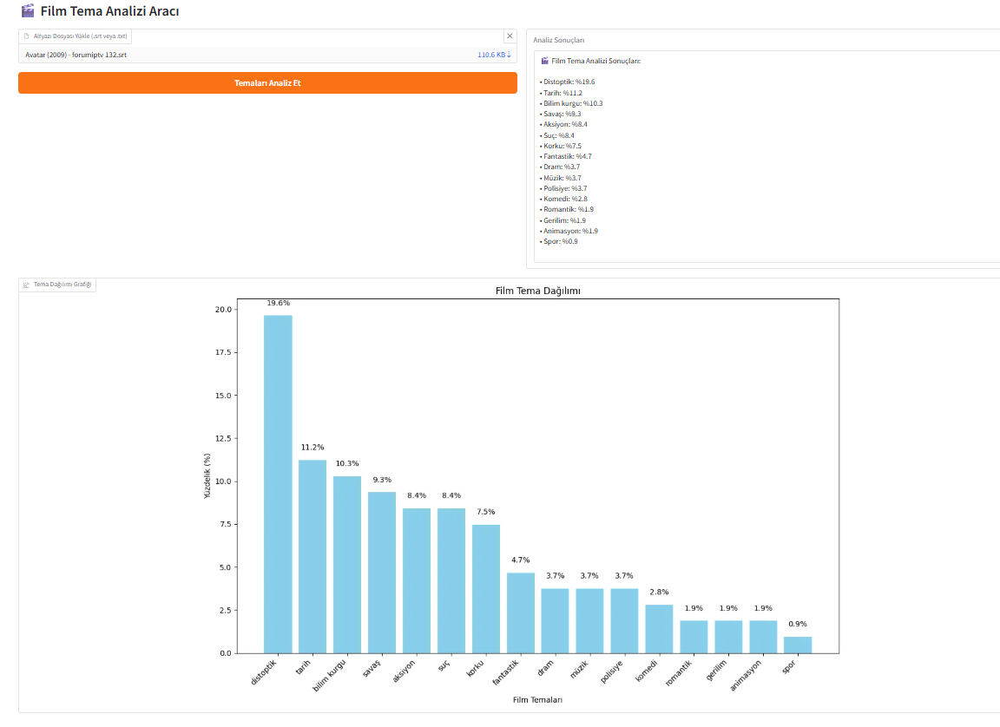 Film Tema Analizi Aracı
Altyazı Dosyası Yükle (.srt veya .txt)
Avatar (2009) - forumiptv 132.srt
110.6 KB ↓
Temaları Analiz Et
Analiz Sonuçları
Film Tema Analizi Sonuçları:
• Distoptik: %19.6
• Tarih: %11.2
• Bilim kurgu: %10.3
• Savaş: %9.3
• Aksiyon: %8.4
• Suç: %8.4
• Korku: %7.5
• Fantastik: %4.7
• Dram: %3.7
• Müzik: %3.7
• Polisiye: %3.7
• Komedi: %2.8
• Romantik: %1.9
• Gerilim: %1.9
• Animasyon: %1.9
• Spor: %0.9
Tema Dağılımı Grafiği
Film Tema Dağılımı
Yüzdelik (%)
20.0
17.5
15.0
12.5
10.0
7.5
5.0
2.5
0.0
19.6%
11.2%
10.3%
9.3%
8.4%
8.4%
7.5%
4.7%
3.7%
3.7%
3.7%
2.8%
1.9%
1.9%
1.9%
0.9%
distoptik
tarih
bilim kurgu
savaş
aksiyon
suç
korku
fantastik
dram
müzik
polisiye
komedi
romantik
gerilim
animasyon
spor
Film Temaları